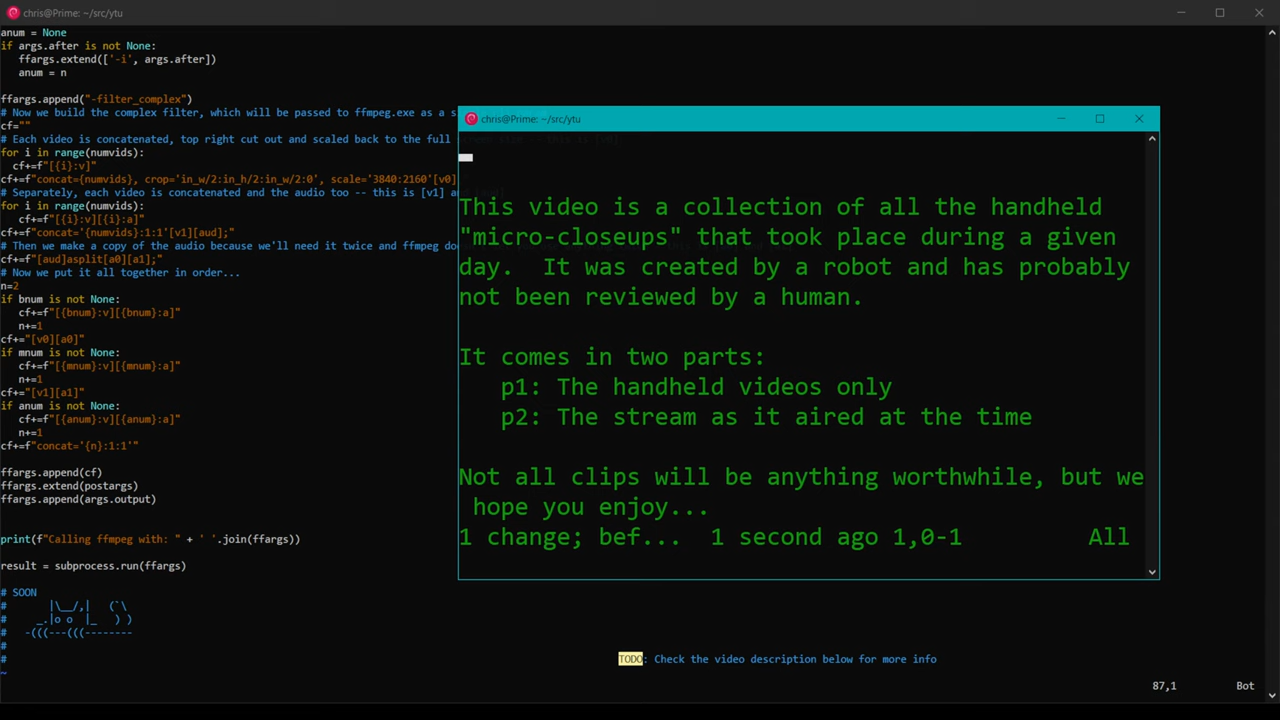 chris@Prime: ~/src/ytu
anum = None
if args.after is not None:
   ffargs.extend(['-i', args.after])
   anum = n
ffargs.append("-filter_complex")
# Now we build the complex filter, which will be passed to ffmpeg.exe as a s
cf=""
# Each video is concatenated, top right cut out and scaled back to the full
for i in range(numvids):
  cf+=f"[{i}:v]"
cf+=f"concat={numvids}, crop='in_w/2:in_h/2:in_w/2:0', scale='3840:2160'[v0]
# Separately, each video is concatenated and the audio too -- this is [v1] a
for i in range(numvids):
   cf+=f"[{i}:v][{i}:a]"
cf+=f"concat='{numvids}:1:1'[v1][aud];"
# Then we make a copy of the audio because we'll need it twice and ffmpeg do
cf+=f"[aud]asplit[a0][a1];"
# Now we put it all together in order...
n=2
if bnum is not None:
   cf+=f"[{bnum}:v][{bnum}:a]"
   n+=1
cf+="[v0][a0]"
if mnum is not None:
   cf+=f"[{mnum}:v][{mnum}:a]"
   n+=1
cf+="[v1][a1]"
if anum is not None:
   cf+=f"[{anum}:v][{anum}:a]"
   n+=1
cf+=f"concat='{n}:1:1'"
ffargs.append(cf)
ffargs.extend(postargs)
ffargs.append(args.output)
print(f"Calling ffmpeg with: " + ' '.join(ffargs))
result = subprocess.run(ffargs)
# SOON
#      |\__/,|   (`\
#    _.|o o  |_   ) )
#  -(((---(((--------
#
#
~
chris@Prime: ~/src/ytu
This video is a collection of all the handheld
"micro-closeups" that took place during a given
day.  It was created by a robot and has probably
not been reviewed by a human.
It comes in two parts:
   p1: The handheld videos only
   p2: The stream as it aired at the time
Not all clips will be anything worthwhile, but we
 hope you enjoy...
1 change; bef...  1 second ago 1,0-1         All
TODO: Check the video description below for more info
87,1         Bot